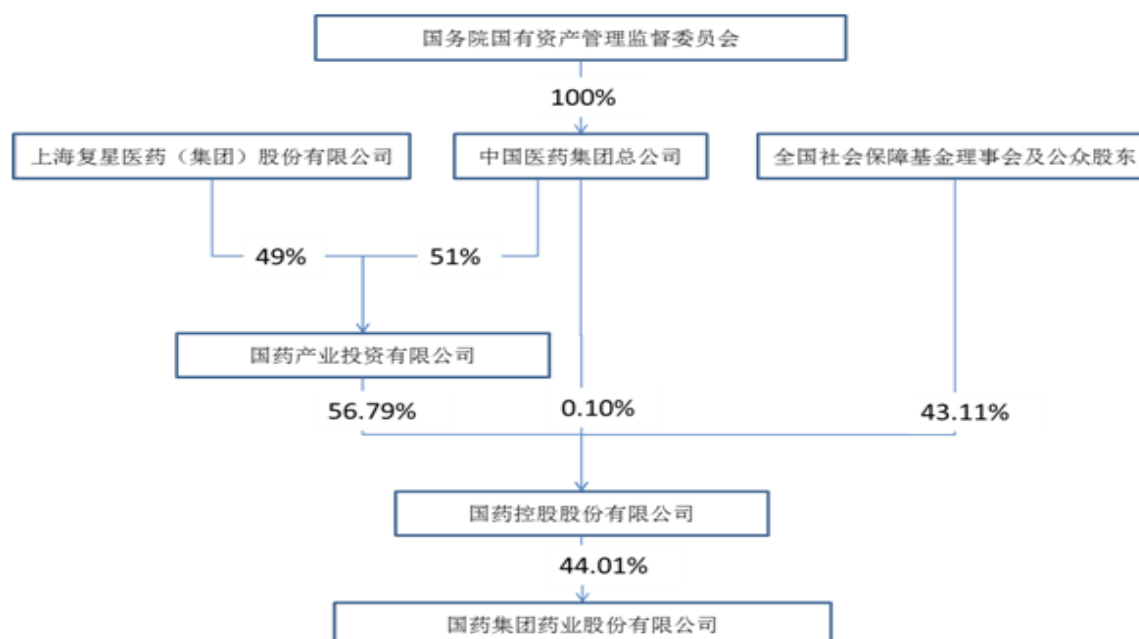 国务院国有资产管理监督委员会
100%
上海复星医药（集团）股份有限公司
中国医药集团总公司
全国社会保障基金理事会及公众股东
49%
51%
国药产业投资有限公司
56.79%
0.10%
43.11%
国药控股股份有限公司
44.01%
国药集团药业股份有限公司